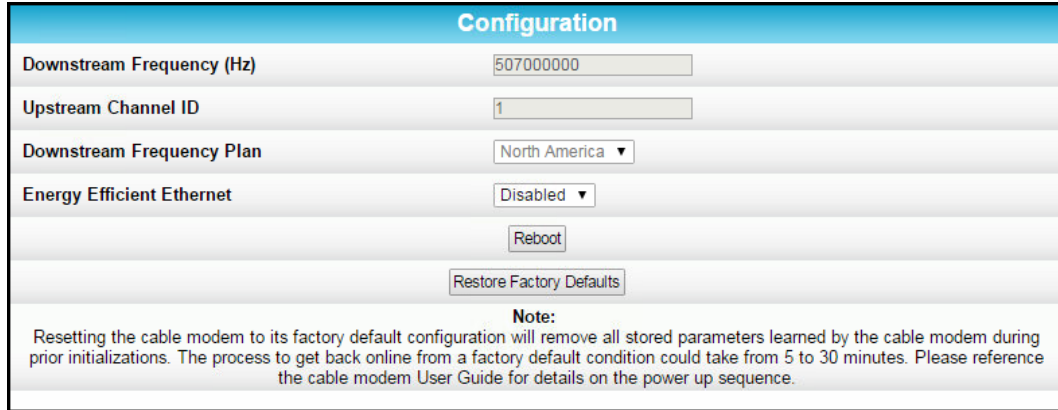 Configuration
Downstream Frequency (Hz) 507000000
Upstream Channel ID 1
Downstream Frequency Plan North America ▼
Energy Efficient Ethernet Disabled ▼
Reboot
Restore Factory Defaults
Note:
Resetting the cable modem to its factory default configuration will remove all stored parameters learned by the cable modem during
prior initializations. The process to get back online from a factory default condition could take from 5 to 30 minutes. Please reference
the cable modem User Guide for details on the power up sequence.